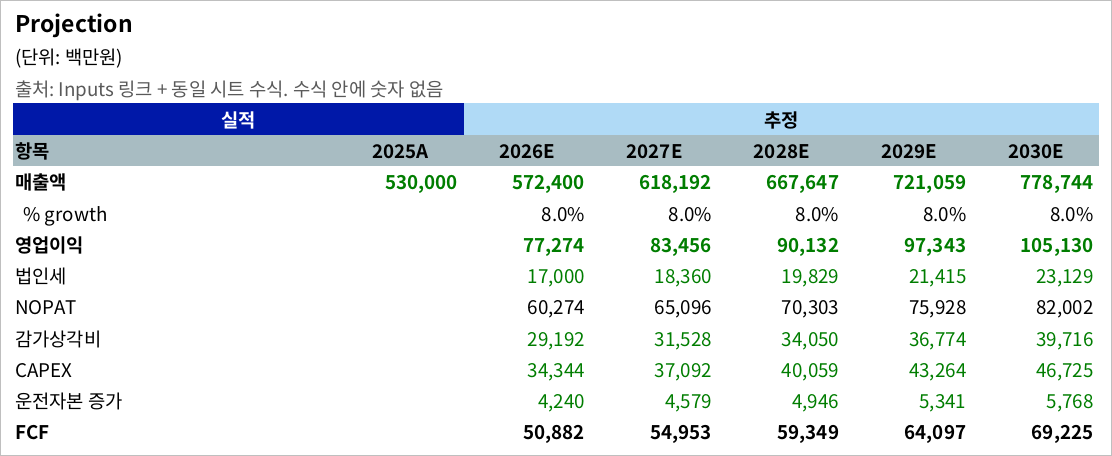 Projection
(단위: 백만원)
출처: Inputs 링크 + 동일 시트 수식. 수식 안에 숫자 없음
실적 추정
항목 2025A 2026E 2027E 2028E 2029E 2030E
매출액 530,000 572,400 618,192 667,647 721,059 778,744
% growth 8.0% 8.0% 8.0% 8.0% 8.0%
영업이익 77,274 83,456 90,132 97,343 105,130
법인세 17,000 18,360 19,829 21,415 23,129
NOPAT 60,274 65,096 70,303 75,928 82,002
감가상각비 29,192 31,528 34,050 36,774 39,716
CAPEX 34,344 37,092 40,059 43,264 46,725
운전자본 증가 4,240 4,579 4,946 5,341 5,768
FCF 50,882 54,953 59,349 64,097 69,225